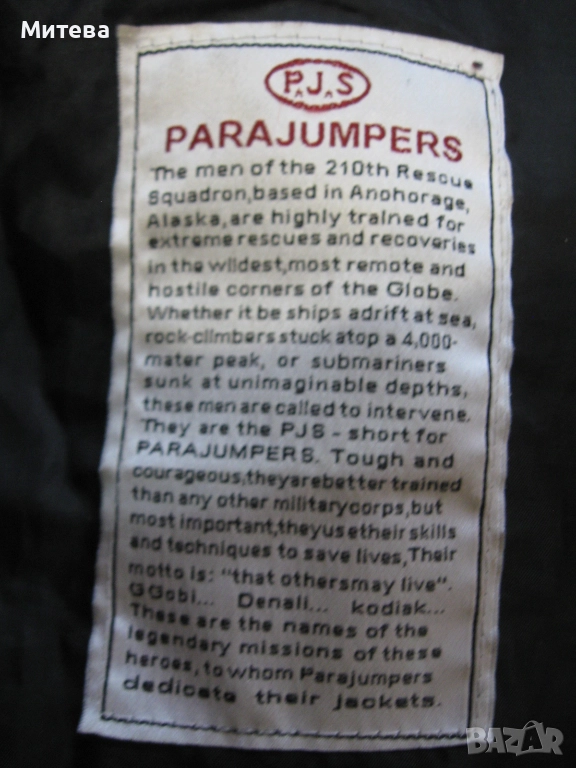 Митева
P.J.S
PARAJUMPERS
The men of the 210th Rescue
Squadron,based in Anohorage,
Alaska,are highly trained for
extreme rescues and recoveries
in the wildest,most remote and
hostile corners of the Globe.
Whether it be ships adrift at sea,
rock-climbers stuck atop a 4,000-
mater peak, or submariners
sunk at unimaginable depths,
these men are called to intervene.
They are the PJS - short for
PARAJUMPERS. Tough and
courageous,theyarebetter trained
than any other militarycorps,but
most important,theyusetheir skills
and techniques to save lives,Their
motto is: "that othersmay live".
GGobi... Denali... kodiak...
These are the names of the
legendary missions of these
heroes, to whom Parajumpers
dedicate their jackets.
BAZAR